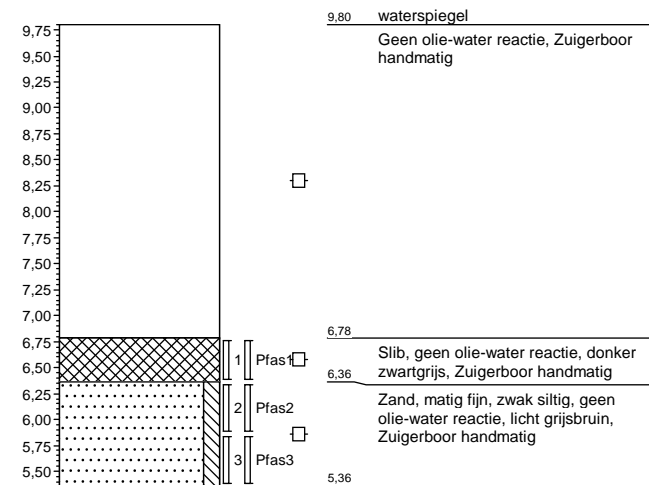 9,80 waterspiegel
9,75
Geen olie-water reactie, Zuigerboor
handmatig
9,50
9,25
9,00
8,75
8,50
8,25
8,00
7,75
7,50
7,25
7,00
6,78
6,75
1 Pfas1
Slib, geen olie-water reactie, donker
zwartgrijs, Zuigerboor handmatig
6,50
6,36
6,25
2 Pfas2
Zand, matig fijn, zwak siltig, geen
olie-water reactie, licht grijsbruin,
Zuigerboor handmatig
6,00
5,75
3 Pfas3
5,50
5,36